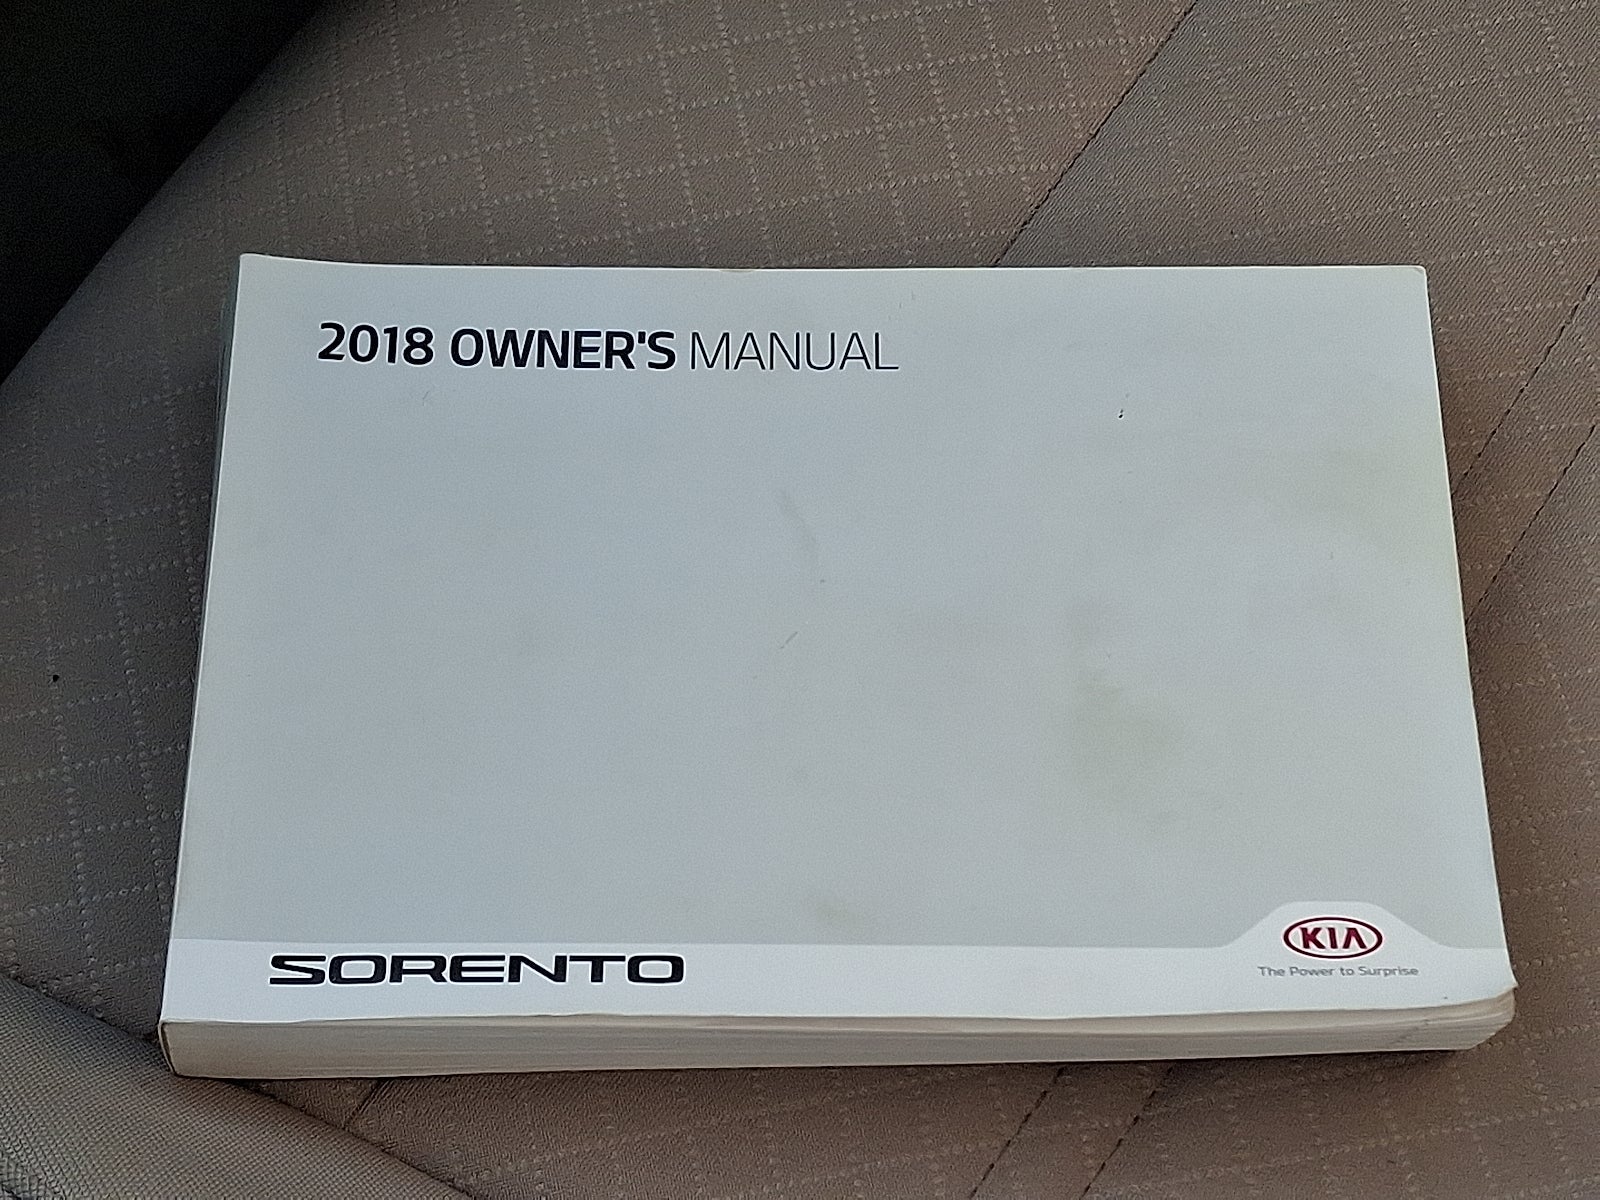 2018 OWNER'S MANUAL
SORENTO
KIA
The Power to Surprise